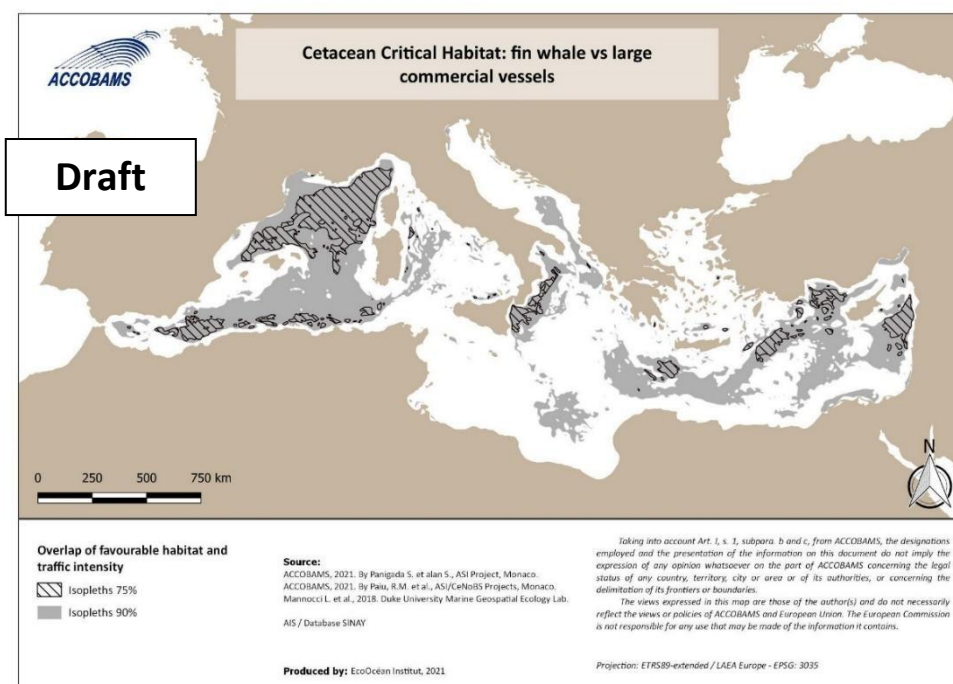 ACCOBAMS
Cetacean Critical Habitat: fin whale vs large
commercial vessels
Draft
N
0 250 500 750 km
Overlap of favourable habitat and
traffic intensity
Isopleths 75%
Isopleths 90%
Source:
ACCOBAMS, 2021. By Panigada S. et alan S., ASI Project, Monaco.
ACCOBAMS, 2021. By Paiu, R.M. et al., ASI/CeNoBS Projects, Monaco.
Mannocci L. et al., 2018. Duke University Marine Geospatial Ecology Lab.
AIS / Database SINAY
Produced by: EcoOcéan Institut, 2021
Taking into account Art. I, s. 1, subpara. b and c, from ACCOBAMS, the designations
employed and the presentation of the information on this document do not imply the
expression of any opinion whatsoever on the part of ACCOBAMS concerning the legal
status of any country, territory, city or area or of its authorities, or concerning the
delimitation of its frontiers or boundaries.
The views expressed in this map are those of the author(s) and do not necessarily
reflect the views or policies of ACCOBAMS and European Union. The European Commission
is not responsible for any use that may be made of the information it contains.
Projection: ETRS89-extended / LAEA Europe - EPSG: 3035